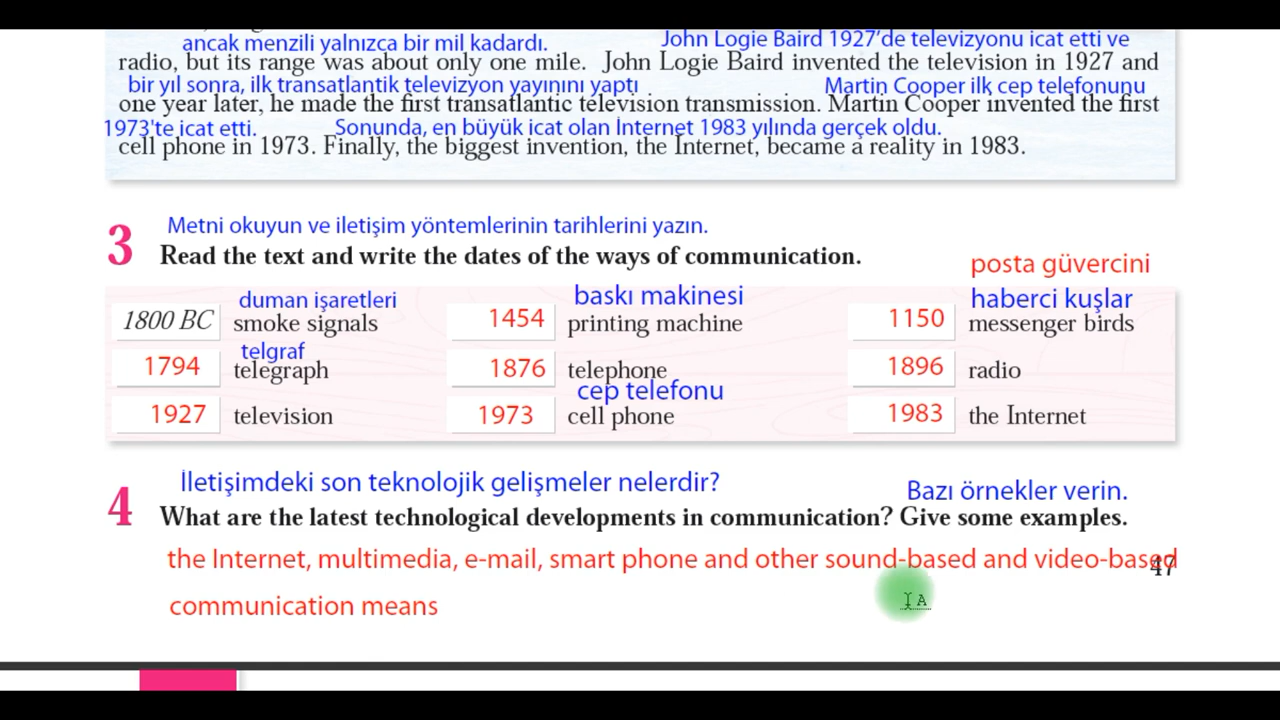 ancak menzili yalnızca bir mil kadardı. John Logie Baird 1927'de televizyonu icat etti ve
radio, but its range was about only one mile. John Logie Baird invented the television in 1927 and
bir yıl sonra, ilk transatlantik televizyon yayınını yaptı Martin Cooper ilk cep telefonunu
one year later, he made the first transatlantic television transmission. Martin Cooper invented the first
1973'te icat etti. Sonunda, en büyük icat olan İnternet 1983 yılında gerçek oldu.
cell phone in 1973. Finally, the biggest invention, the Internet, became a reality in 1983.
Metni okuyun ve iletişim yöntemlerinin tarihlerini yazın.
3 Read the text and write the dates of the ways of communication.
posta güvercini
duman işaretleri baskı makinesi haberci kuşlar
1800 BC smoke signals 1454 printing machine 1150 messenger birds
telgraf
1794 telegraph 1876 telephone 1896 radio
cep telefonu
1927 television 1973 cell phone 1983 the Internet
İletişimdeki son teknolojik gelişmeler nelerdir? Bazı örnekler verin.
4 What are the latest technological developments in communication? Give some examples.
the Internet, multimedia, e-mail, smart phone and other sound-based and video-based
47
communication means